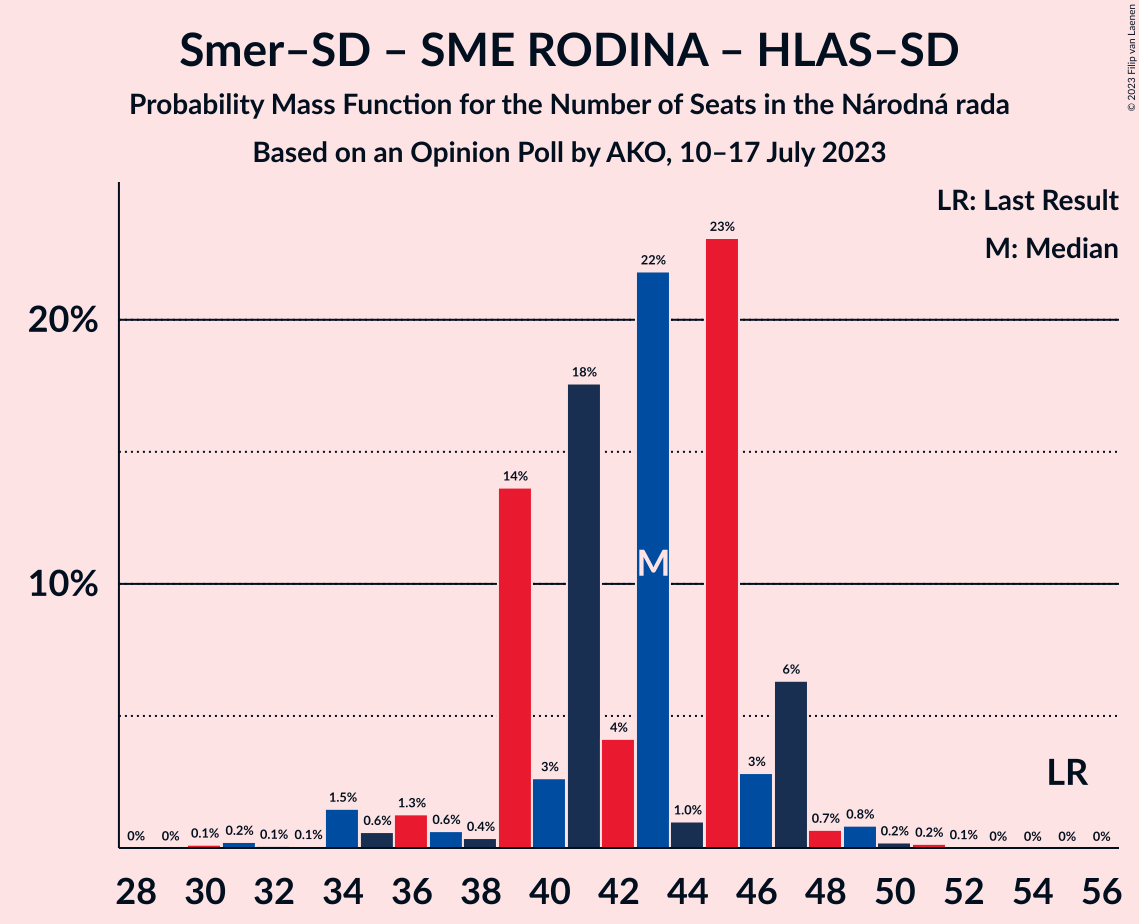 Smer–SD – SME RODINA – HLAS–SD
Probability Mass Function for the Number of Seats in the Národná rada
Based on an Opinion Poll by AKO, 10–17 July 2023
© 2023 Filip van Laenen
LR: Last Result
M: Median
20%
10%
0% 0% 0.1% 0.2% 0.1% 0.1% 1.5% 0.6% 1.3% 0.6% 0.4% 14% 3% 18% 4% 22% 1.0% 23% 3% 6% 0.7% 0.8% 0.2% 0.2% 0.1% 0% 0% 0% 0%
M
LR
28 30 32 34 36 38 40 42 44 46 48 50 52 54 56